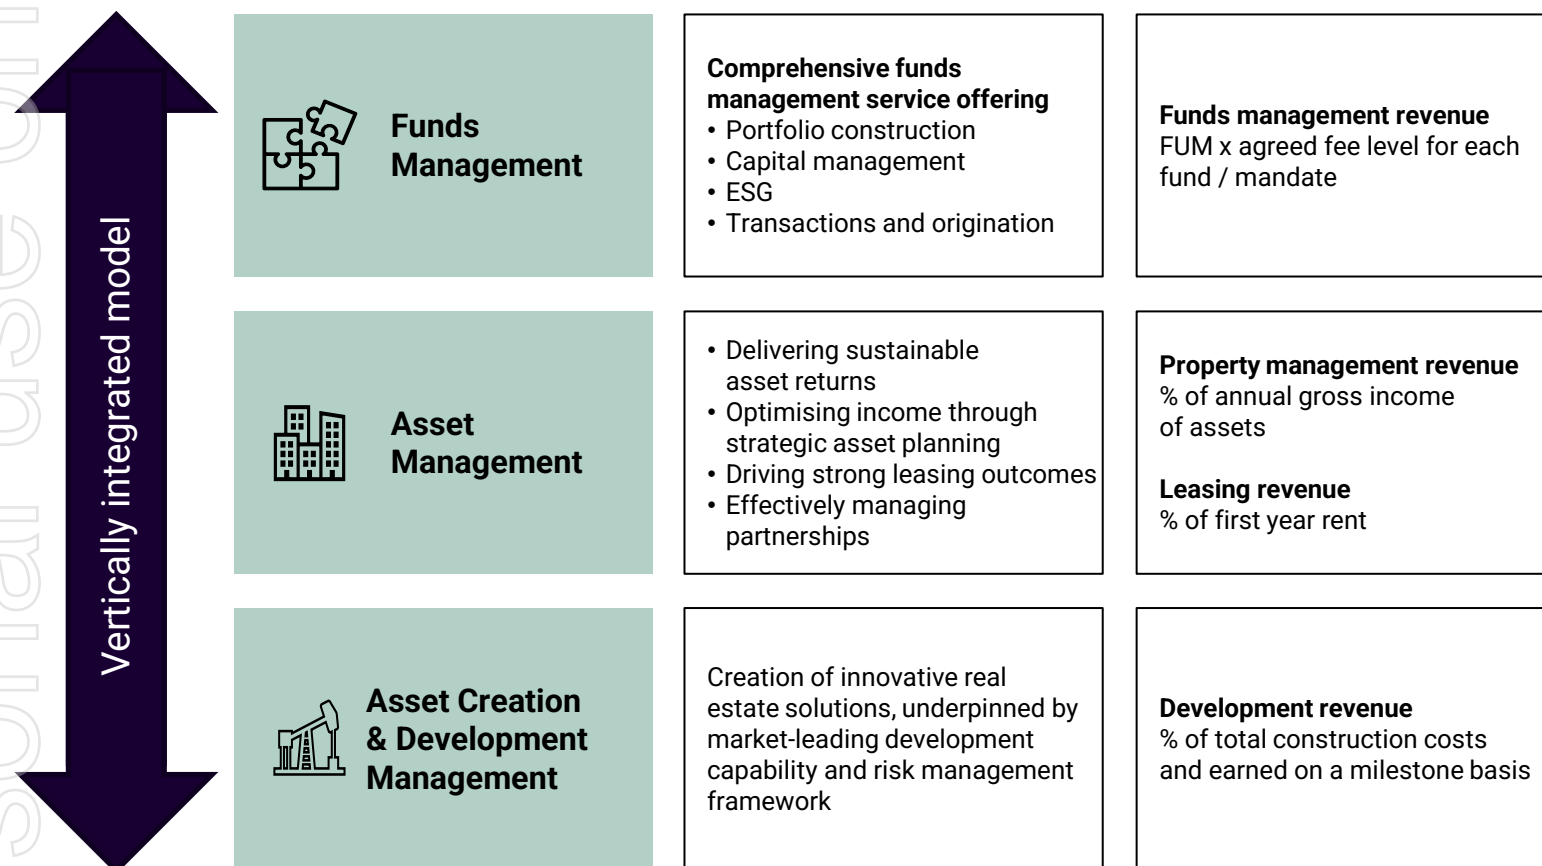 sonal use on
Vertically integrated model
Funds
Management
Comprehensive funds
management service offering
• Portfolio construction
• Capital management
• ESG
• Transactions and origination
Funds management revenue
FUM x agreed fee level for each
fund / mandate
Asset
Management
• Delivering sustainable
asset returns
• Optimising income through
strategic asset planning
• Driving strong leasing outcomes
• Effectively managing
partnerships
Property management revenue
% of annual gross income
of assets
Leasing revenue
% of first year rent
Asset Creation
& Development
Management
Creation of innovative real
estate solutions, underpinned by
market-leading development
capability and risk management
framework
Development revenue
% of total construction costs
and earned on a milestone basis